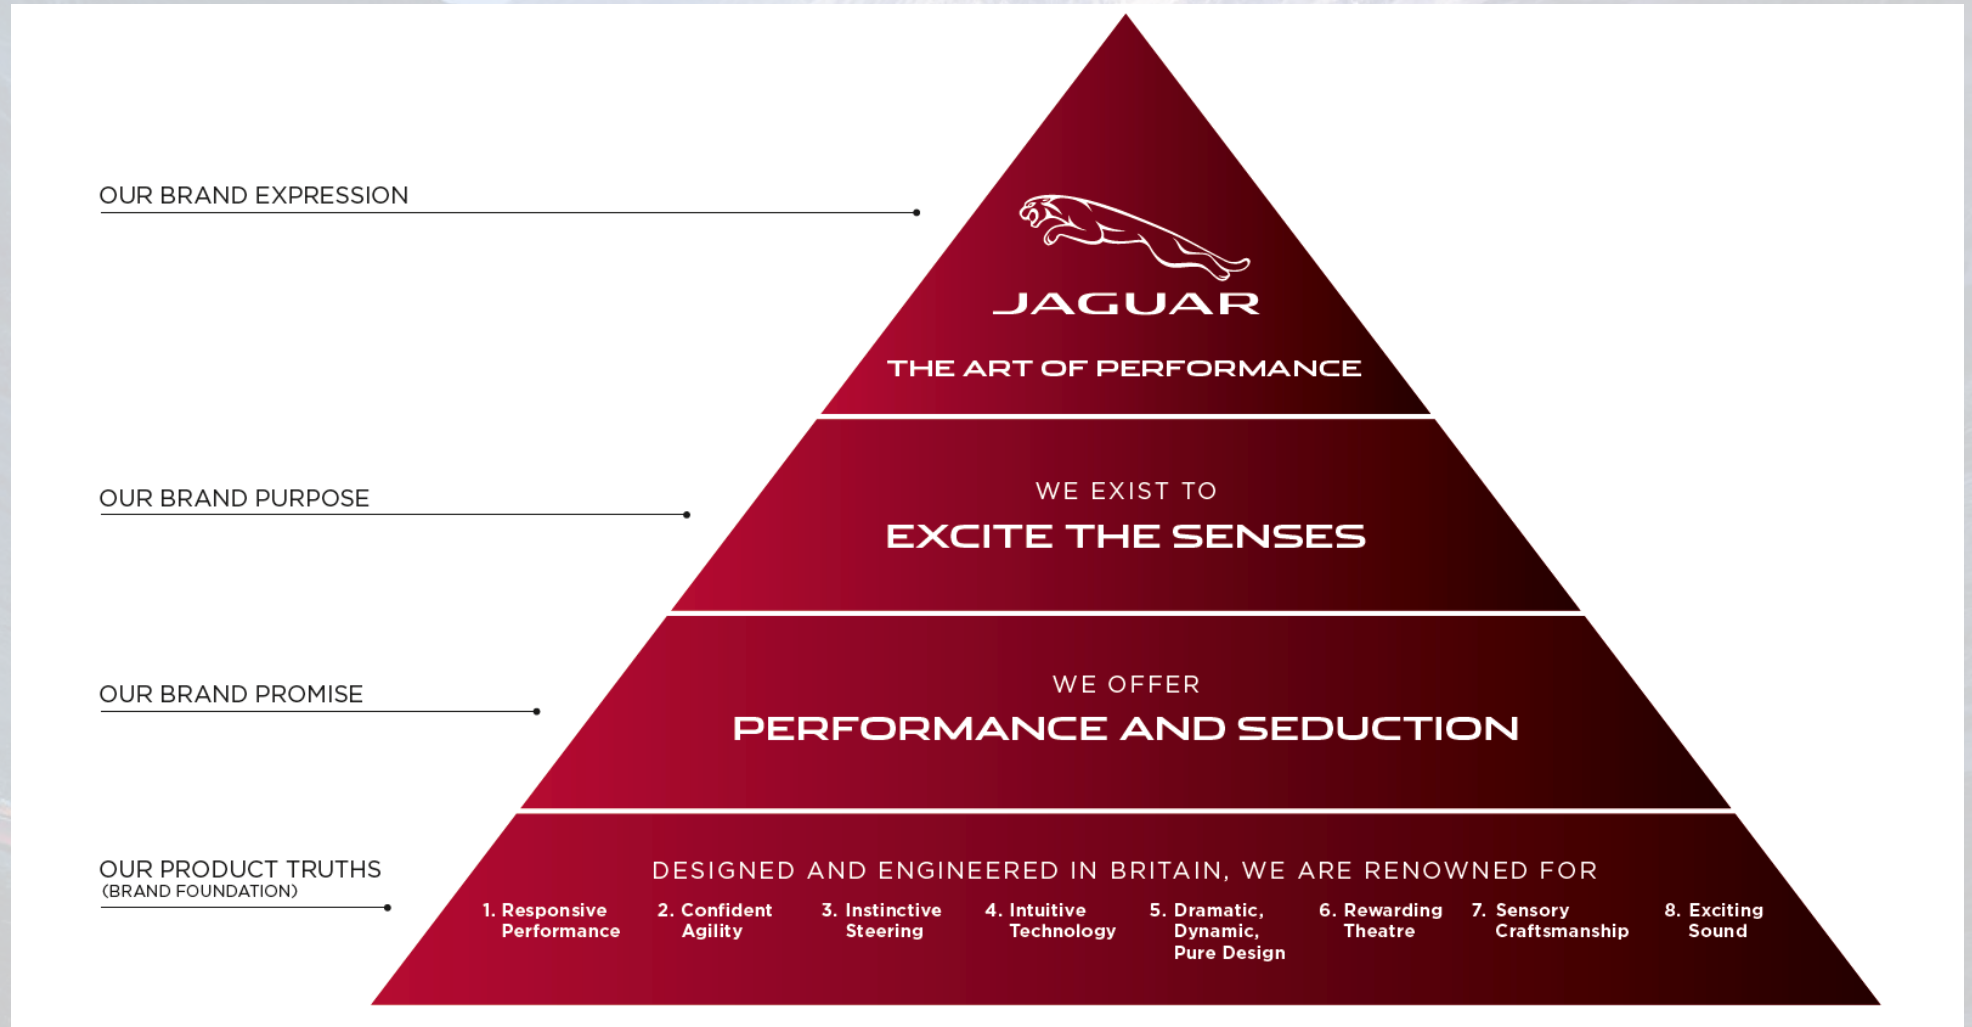 OUR BRAND EXPRESSION
JAGUAR
THE ART OF PERFORMANCE
OUR BRAND PURPOSE
WE EXIST TO
EXCITE THE SENSES
OUR BRAND PROMISE
WE OFFER
PERFORMANCE AND SEDUCTION
OUR PRODUCT TRUTHS
(BRAND FOUNDATION)
DESIGNED AND ENGINEERED IN BRITAIN, WE ARE RENOWNED FOR
1. Responsive
Performance
2. Confident
Agility
3. Instinctive
Steering
4. Intuitive
Technology
5. Dramatic,
Dynamic,
Pure Design
6. Rewarding
Theatre
7. Sensory
Craftsmanship
8. Exciting
Sound